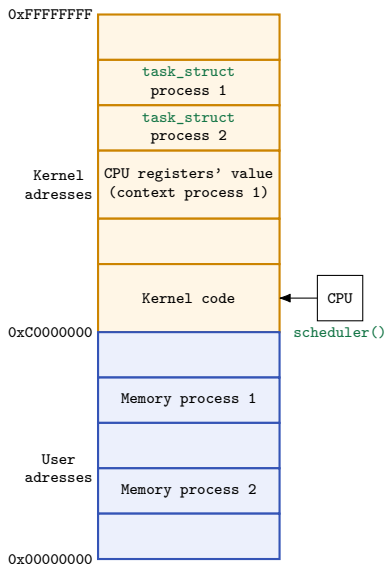 0xFFFFFFFF
task_struct
process 1
task_struct
process 2
Kernel
adresses
CPU registers' value
(context process 1)
Kernel code
CPU
0xC0000000
scheduler()
Memory process 1
User
adresses
Memory process 2
0x00000000